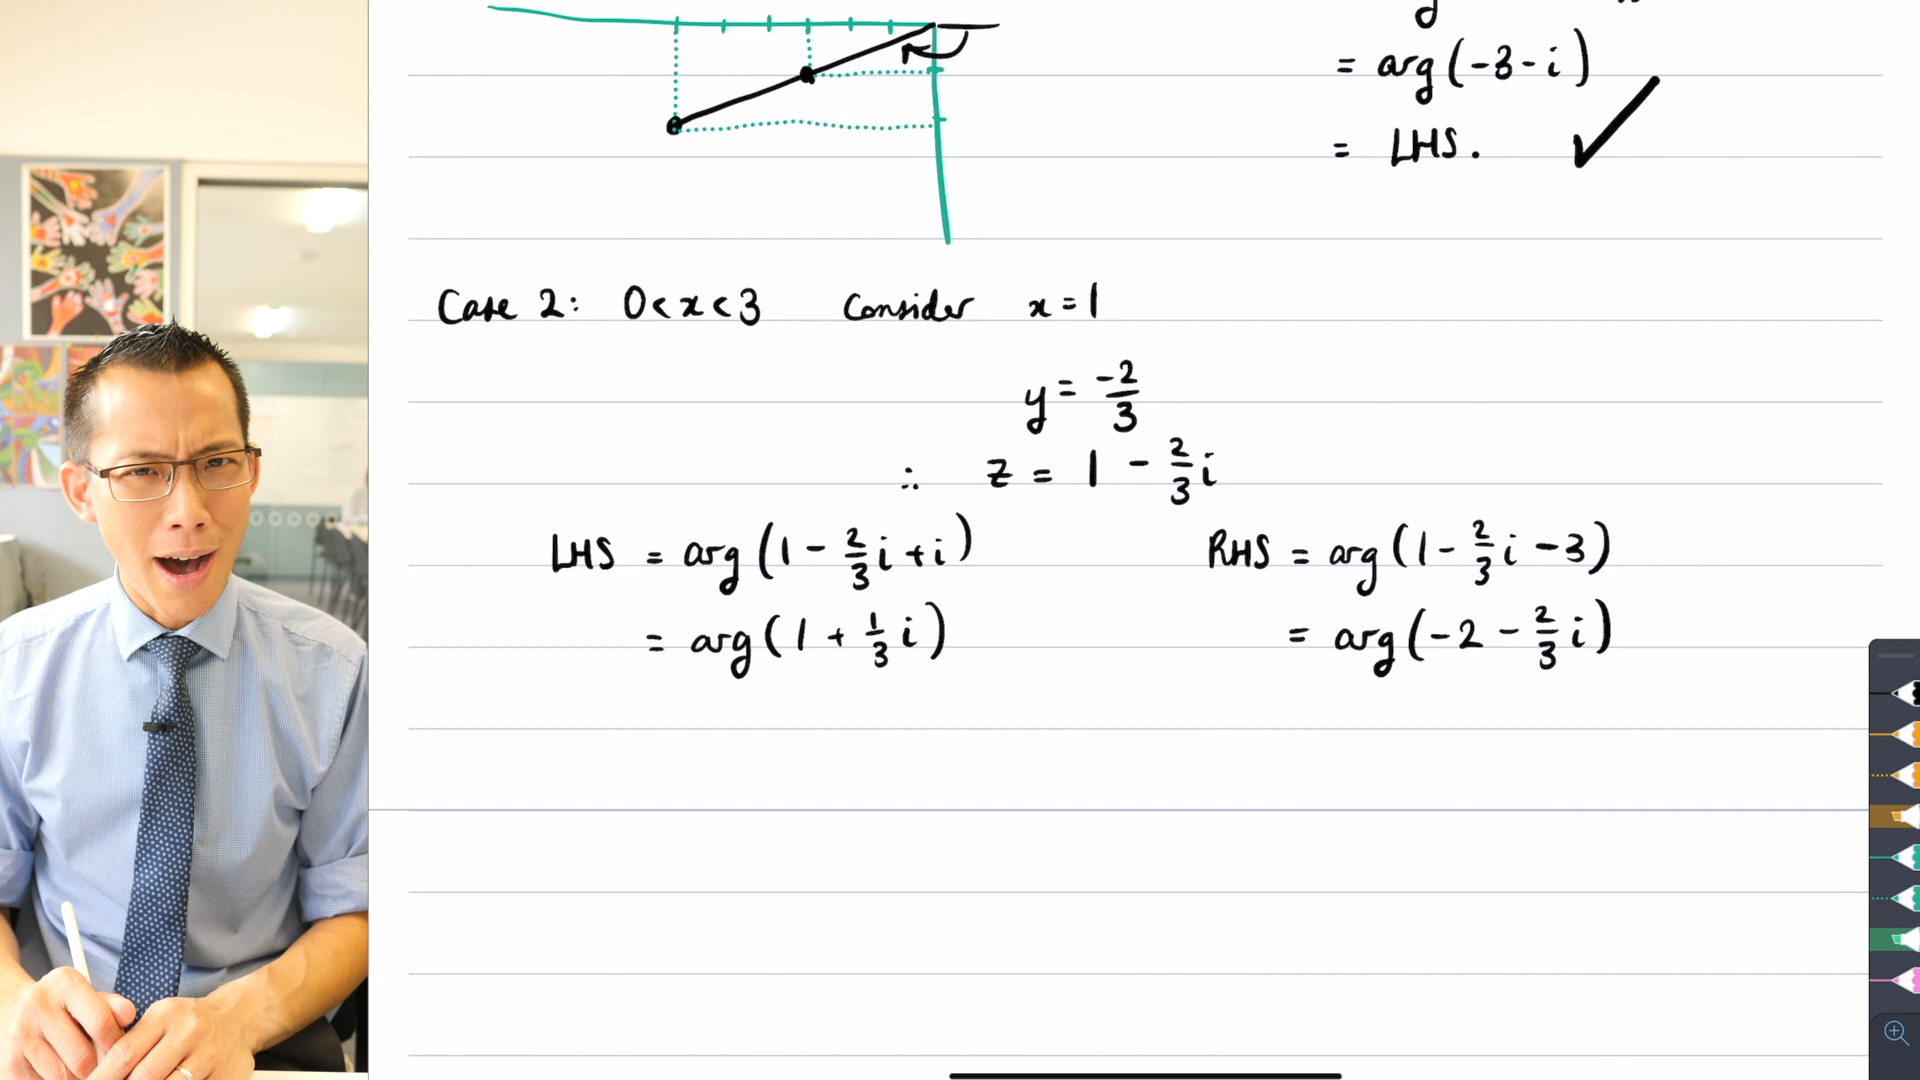 = arg(-3-i)
= LHS. ✓
Case 2: 0<x<3 Consider x=1
y = -2/3
∴ z = 1 - 2/3 i
LHS = arg(1 - 2/3 i + i) RHS = arg(1 - 2/3 i - 3)
= arg(1 + 1/3 i) = arg(-2 - 2/3 i)